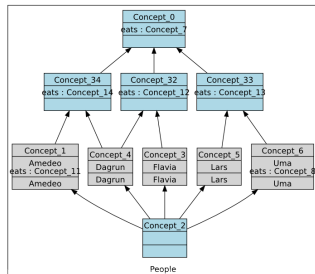 Concept_0
eats : Concept_7
Concept_34
eats : Concept_14
Concept_32
eats : Concept_12
Concept_33
eats : Concept_13
Concept_1
Amedeo
eats : Concept_11
Amedeo
Concept_4
Dagrun
Dagrun
Concept_3
Flavia
Flavia
Concept_5
Lars
Lars
Concept_6
Uma
eats : Concept_8
Uma
Concept_2
People